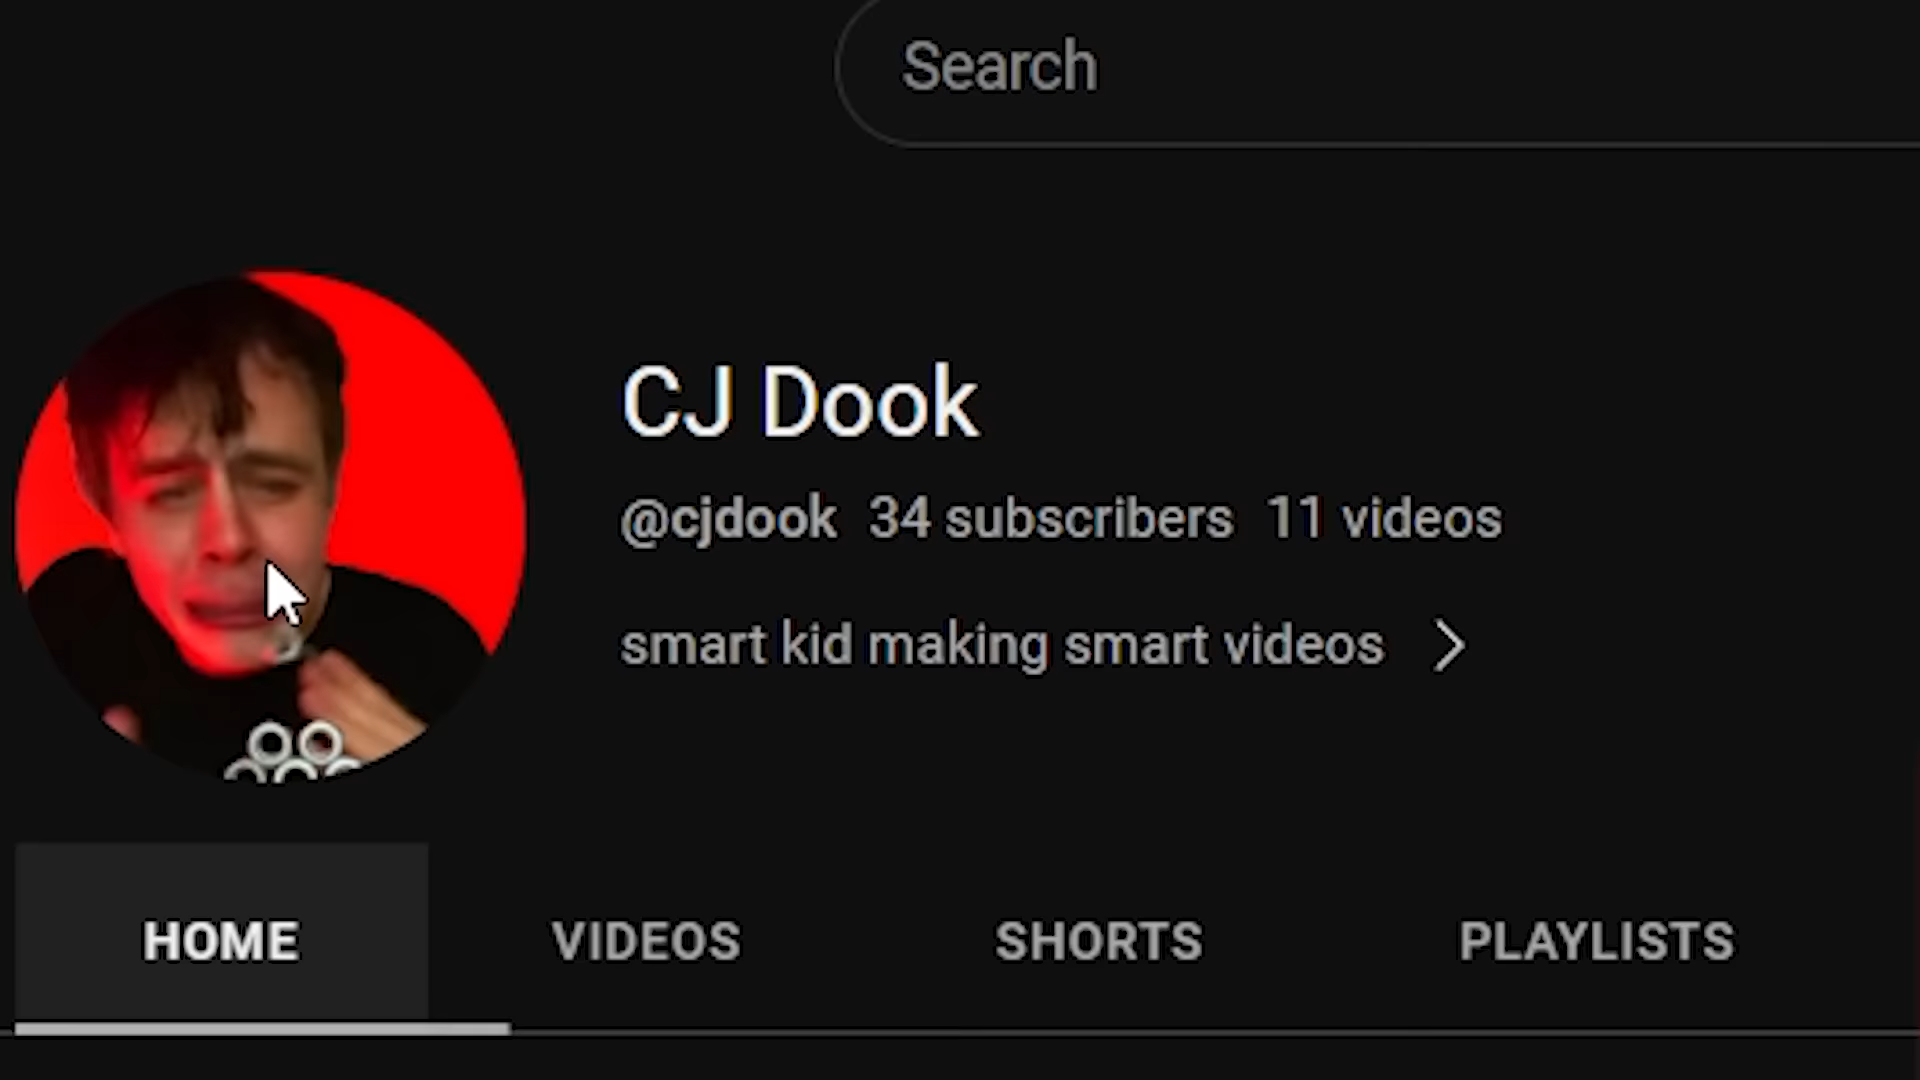 Search
CJ Dook
@cjdook 34 subscribers 11 videos
smart kid making smart videos
HOME VIDEOS SHORTS PLAYLISTS